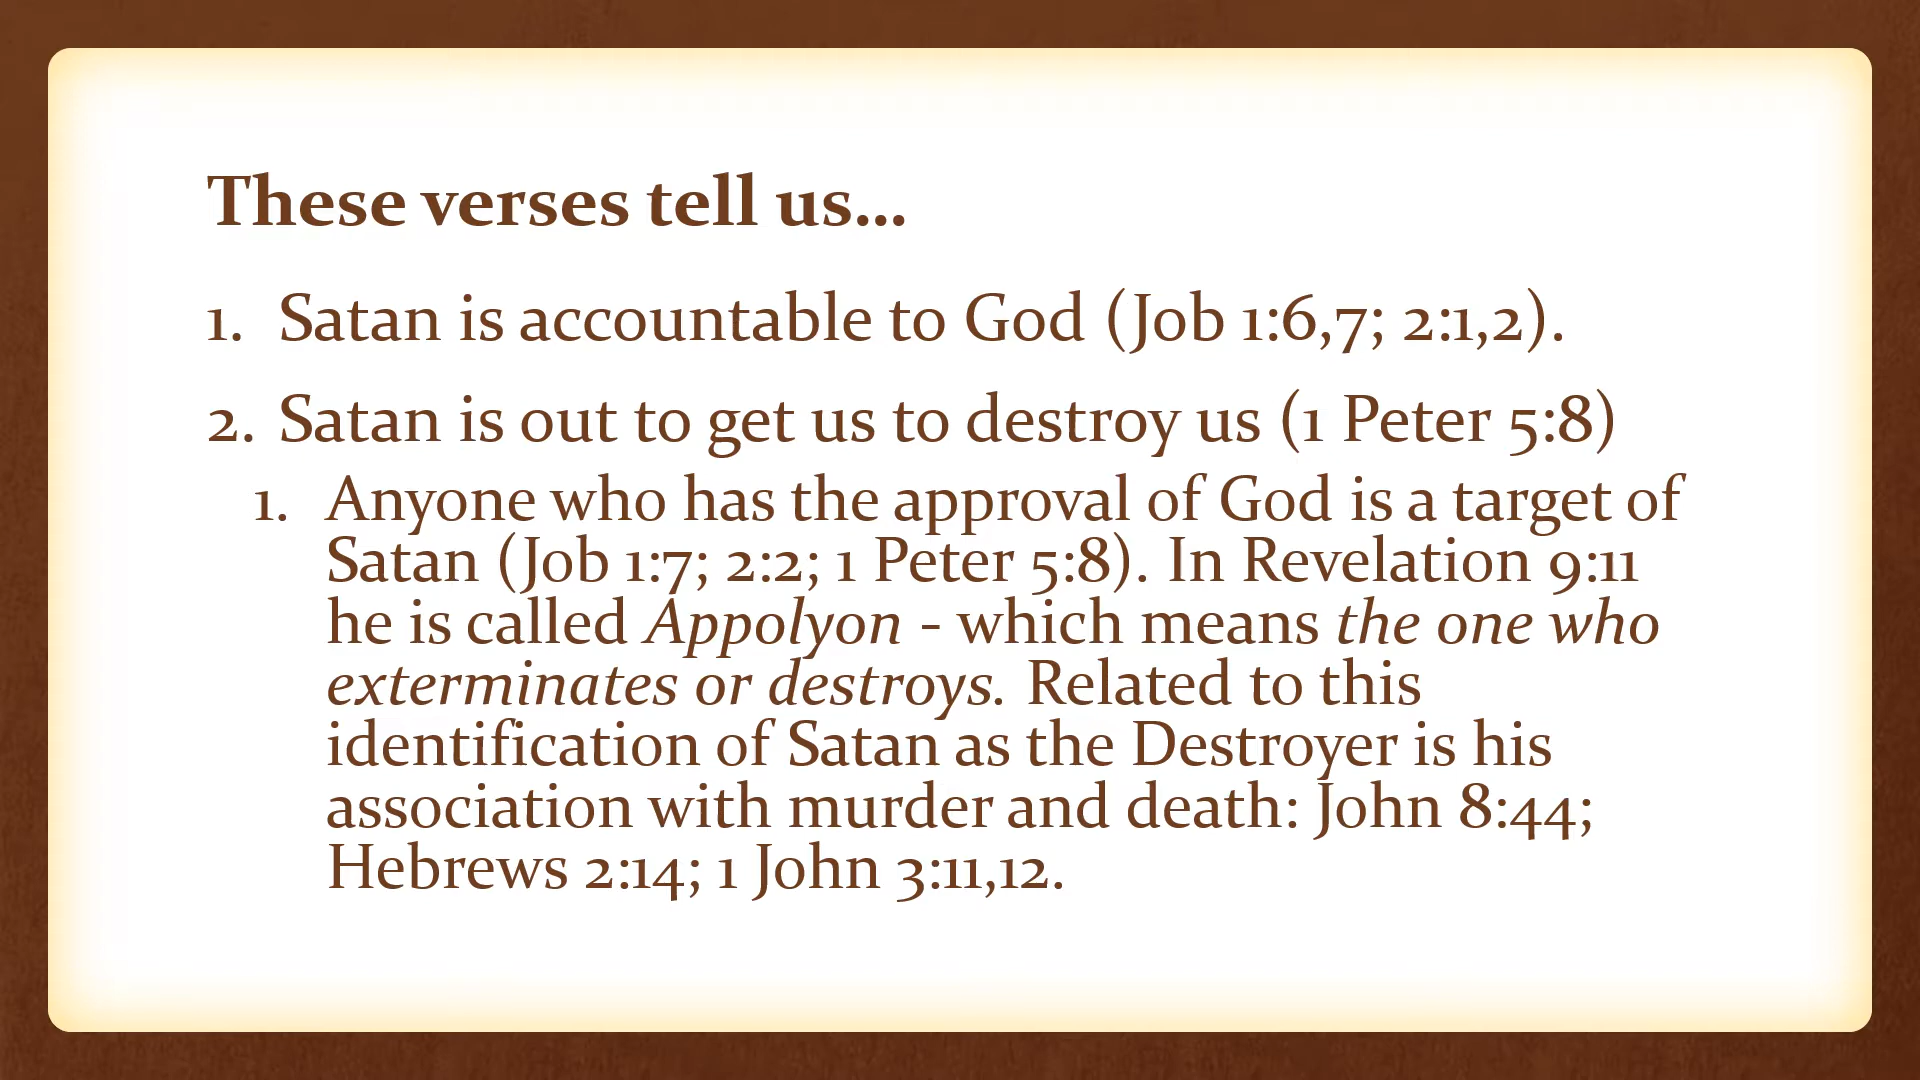 These verses tell us...
1. Satan is accountable to God (Job 1:6,7; 2:1,2).
2. Satan is out to get us to destroy us (1 Peter 5:8)
1. Anyone who has the approval of God is a target of
Satan (Job 1:7; 2:2; 1 Peter 5:8). In Revelation 9:11
he is called Appolyon - which means the one who
exterminates or destroys. Related to this
identification of Satan as the Destroyer is his
association with murder and death: John 8:44;
Hebrews 2:14; 1 John 3:11,12.